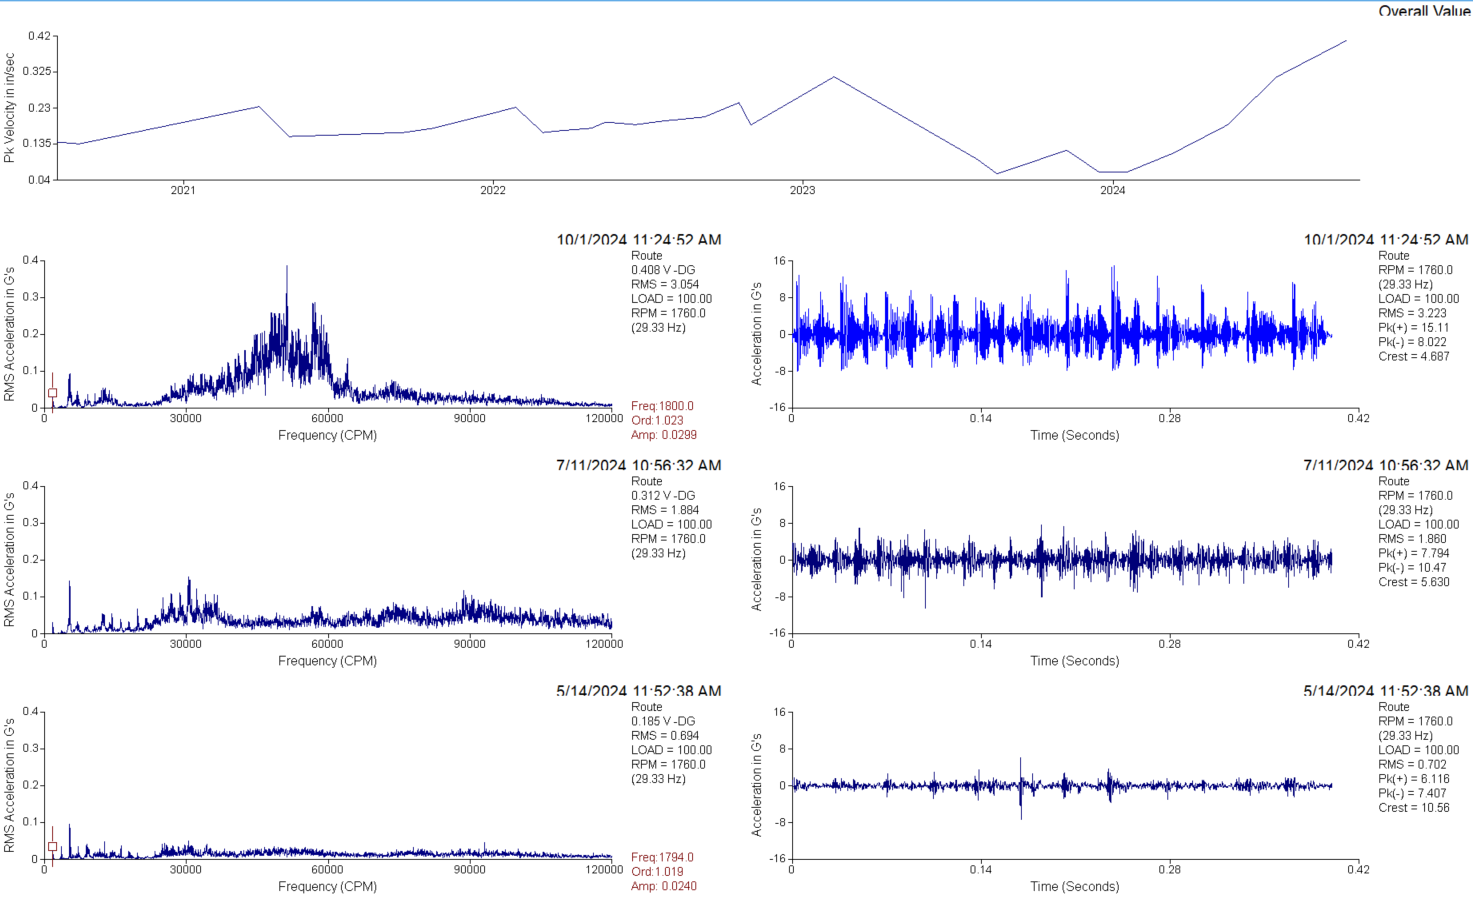 Overall Value
Pk Velocity in in/sec
0.42
0.325
0.23
0.135
0.04
2021
2022
2023
2024
10/1/2024 11:24:52 AM
RMS Acceleration in G's
0.4
0.3
0.2
0.1
0
0
30000
60000
90000
120000
Frequency (CPM)
Route
0.408 V -DG
RMS = 3.054
LOAD = 100.00
RPM = 1760.0
(29.33 Hz)
Freq:1800.0
Ord:1.023
Amp: 0.0299
10/1/2024 11:24:52 AM
Acceleration in G's
16
8
0
-8
-16
0
0.14
0.28
0.42
Time (Seconds)
Route
RPM = 1760.0
(29.33 Hz)
LOAD = 100.00
RMS = 3.223
Pk(+) = 15.11
Pk(-) = 8.022
Crest = 4.687
7/11/2024 10:56:32 AM
RMS Acceleration in G's
0.4
0.3
0.2
0.1
0
0
30000
60000
90000
120000
Frequency (CPM)
Route
0.312 V -DG
RMS = 1.884
LOAD = 100.00
RPM = 1760.0
(29.33 Hz)
7/11/2024 10:56:32 AM
Acceleration in G's
16
8
0
-8
-16
0
0.14
0.28
0.42
Time (Seconds)
Route
RPM = 1760.0
(29.33 Hz)
LOAD = 100.00
RMS = 1.860
Pk(+) = 7.794
Pk(-) = 10.47
Crest = 5.630
5/14/2024 11:52:38 AM
RMS Acceleration in G's
0.4
0.3
0.2
0.1
0
0
30000
60000
90000
120000
Frequency (CPM)
Route
0.185 V -DG
RMS = 0.694
LOAD = 100.00
RPM = 1760.0
(29.33 Hz)
Freq:1794.0
Ord:1.019
Amp: 0.0240
5/14/2024 11:52:38 AM
Acceleration in G's
16
8
0
-8
-16
0
0.14
0.28
0.42
Time (Seconds)
Route
RPM = 1760.0
(29.33 Hz)
LOAD = 100.00
RMS = 0.702
Pk(+) = 6.116
Pk(-) = 7.407
Crest = 10.56